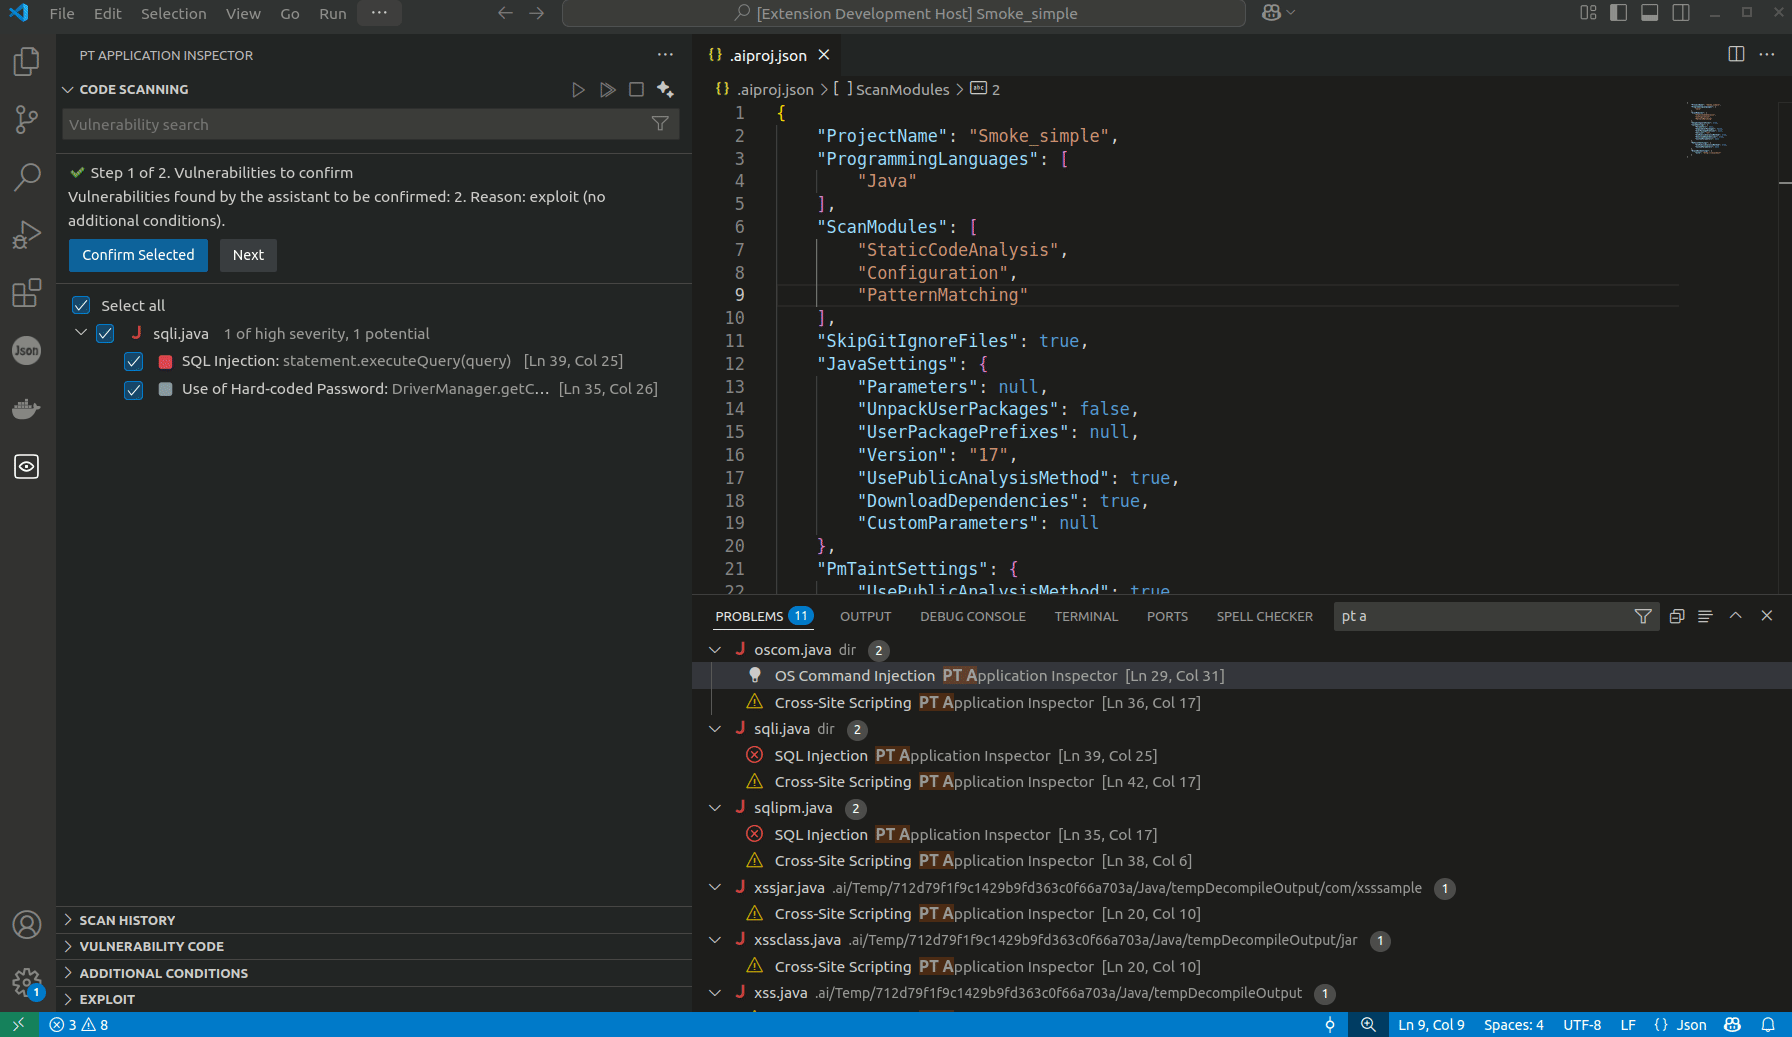 File Edit Selection View Go Run ···
[Extension Development Host] Smoke_simple
PT APPLICATION INSPECTOR
CODE SCANNING
Vulnerability search
Step 1 of 2. Vulnerabilities to confirm
Vulnerabilities found by the assistant to be confirmed: 2. Reason: exploit (no
additional conditions).
Confirm Selected Next
Select all
J sqli.java 1 of high severity, 1 potential
SQL Injection: statement.executeQuery(query) [Ln 39, Col 25]
Use of Hard-coded Password: DriverManager.getC... [Ln 35, Col 26]
Json
SCAN HISTORY
VULNERABILITY CODE
ADDITIONAL CONDITIONS
EXPLOIT
1
{} .aiproj.json
{} .aiproj.json > [ ] ScanModules > abc 2
1 {
2 "ProjectName": "Smoke_simple",
3 "ProgrammingLanguages": [
4 "Java"
5 ],
6 "ScanModules": [
7 "StaticCodeAnalysis",
8 "Configuration",
9 "PatternMatching"
10 ],
11 "SkipGitIgnoreFiles": true,
12 "JavaSettings": {
13 "Parameters": null,
14 "UnpackUserPackages": false,
15 "UserPackagePrefixes": null,
16 "Version": "17",
17 "UsePublicAnalysisMethod": true,
18 "DownloadDependencies": true,
19 "CustomParameters": null
20 },
21 "PmTaintSettings": {
22 "UsePublicAnalysisMethod": true
PROBLEMS 11 OUTPUT DEBUG CONSOLE TERMINAL PORTS SPELL CHECKER pt a
J oscom.java dir 2
OS Command Injection PT Application Inspector [Ln 29, Col 31]
Cross-Site Scripting PT Application Inspector [Ln 36, Col 17]
J sqli.java dir 2
SQL Injection PT Application Inspector [Ln 39, Col 25]
Cross-Site Scripting PT Application Inspector [Ln 42, Col 17]
J sqlipm.java 2
SQL Injection PT Application Inspector [Ln 35, Col 17]
Cross-Site Scripting PT Application Inspector [Ln 38, Col 6]
J xssjar.java .ai/Temp/712d79f1f9c1429b9fd363c0f66a703a/Java/tempDecompileOutput/com/xsssample 1
Cross-Site Scripting PT Application Inspector [Ln 20, Col 10]
J xssclass.java .ai/Temp/712d79f1f9c1429b9fd363c0f66a703a/Java/tempDecompileOutput/jar 1
Cross-Site Scripting PT Application Inspector [Ln 20, Col 10]
J xss.java .ai/Temp/712d79f1f9c1429b9fd363c0f66a703a/Java/tempDecompileOutput 1
3 8 Ln 9, Col 9 Spaces: 4 UTF-8 LF {} Json